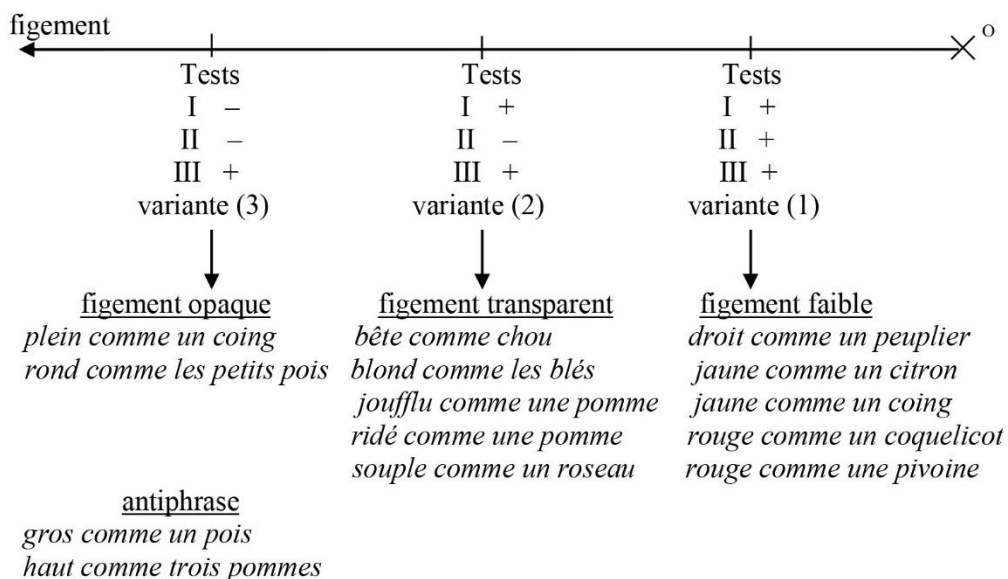 figement
o
Tests Tests Tests
I – I + I +
II – II – II +
III + III + III +
variante (3) variante (2) variante (1)
figement opaque figement transparent figement faible
plein comme un coing bête comme chou droit comme un peuplier
rond comme les petits pois blond comme les blés jaune comme un citron
joufflu comme une pomme jaune comme un coing
ridé comme une pomme rouge comme un coquelicot
souple comme un roseau rouge comme une pivoine
antiphrase
gros comme un pois
haut comme trois pommes